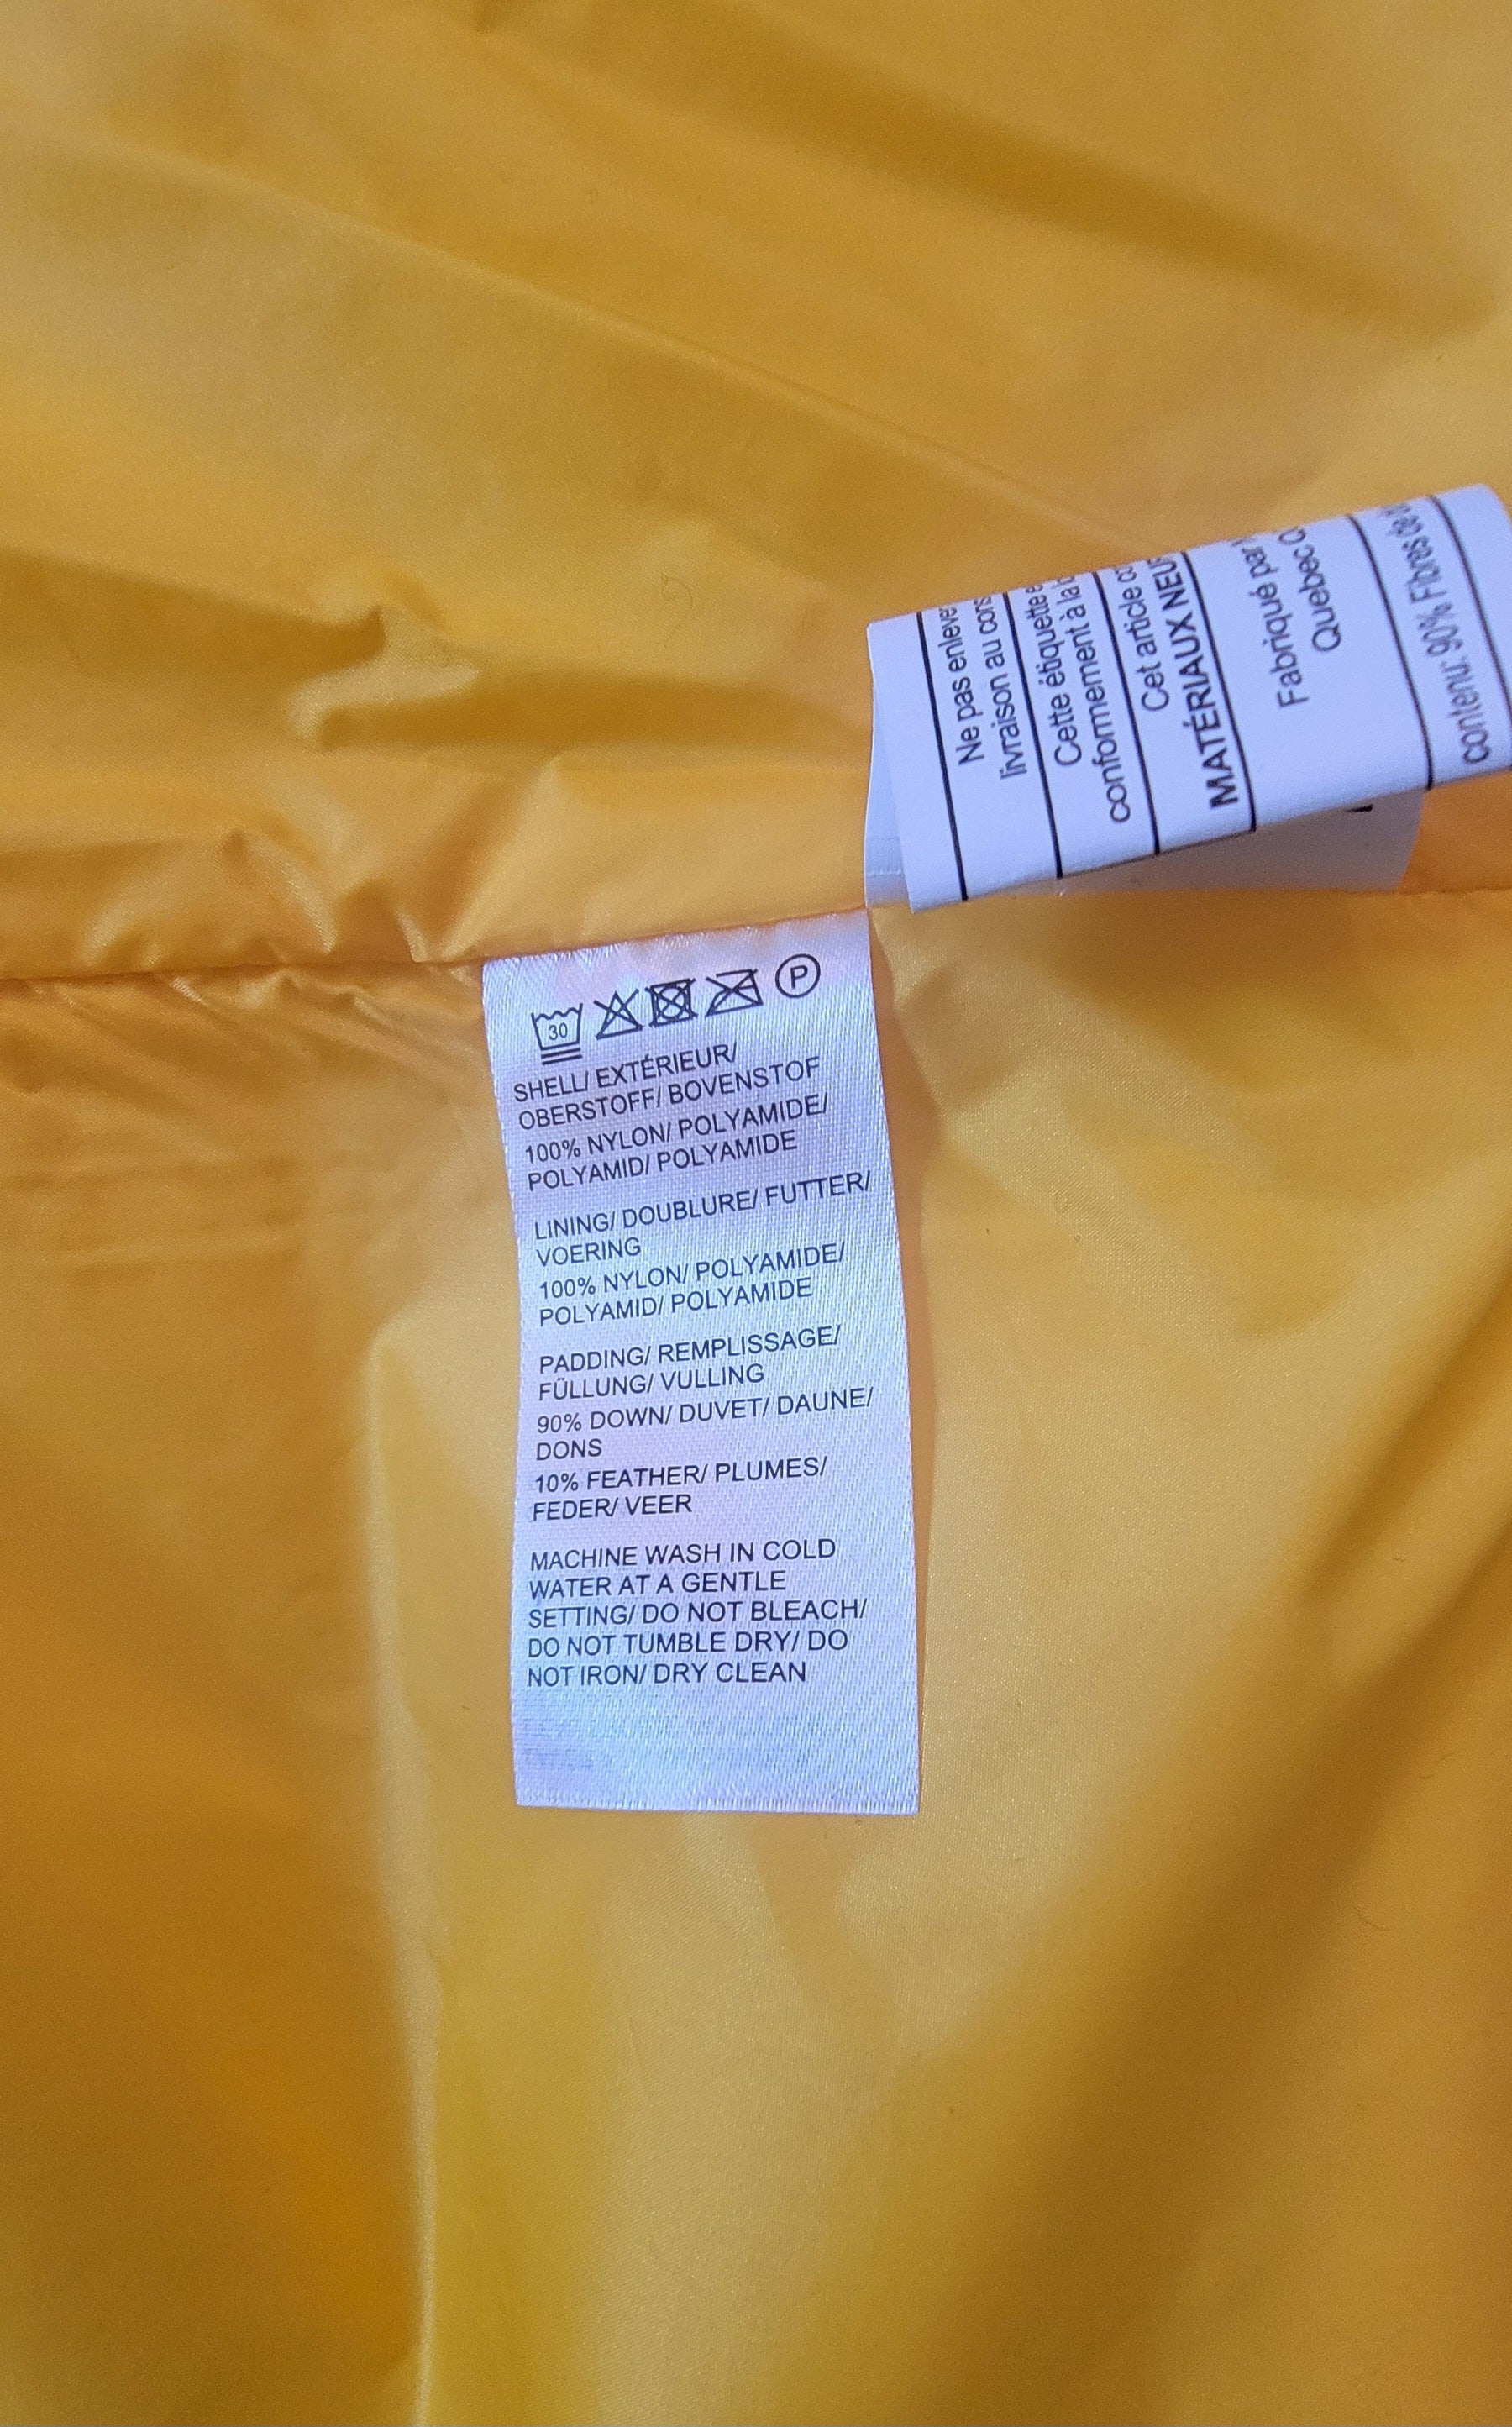 30
P
SHELL/ EXTÉRIEUR/
OBERSTOFF/ BOVENSTOF
100% NYLON/ POLYAMIDE/
POLYAMID/ POLYAMIDE
LINING/ DOUBLURE/ FUTTER/
VOERING
100% NYLON/ POLYAMIDE/
POLYAMID/ POLYAMIDE
PADDING/ REMPLISSAGE/
FÜLLUNG/ VULLING
90% DOWN/ DUVET/ DAUNE/
DONS
10% FEATHER/ PLUMES/
FEDER/ VEER
MACHINE WASH IN COLD
WATER AT A GENTLE
SETTING/ DO NOT BLEACH/
DO NOT TUMBLE DRY/ DO
NOT IRON/ DRY CLEAN
Ne pas enleve
livraison au cons
Cette étiquette e
conformement à la
Cet article
MATÉRIAUX NEUF
Fabriqué par
Quebec
contenu: 90% Fibres de